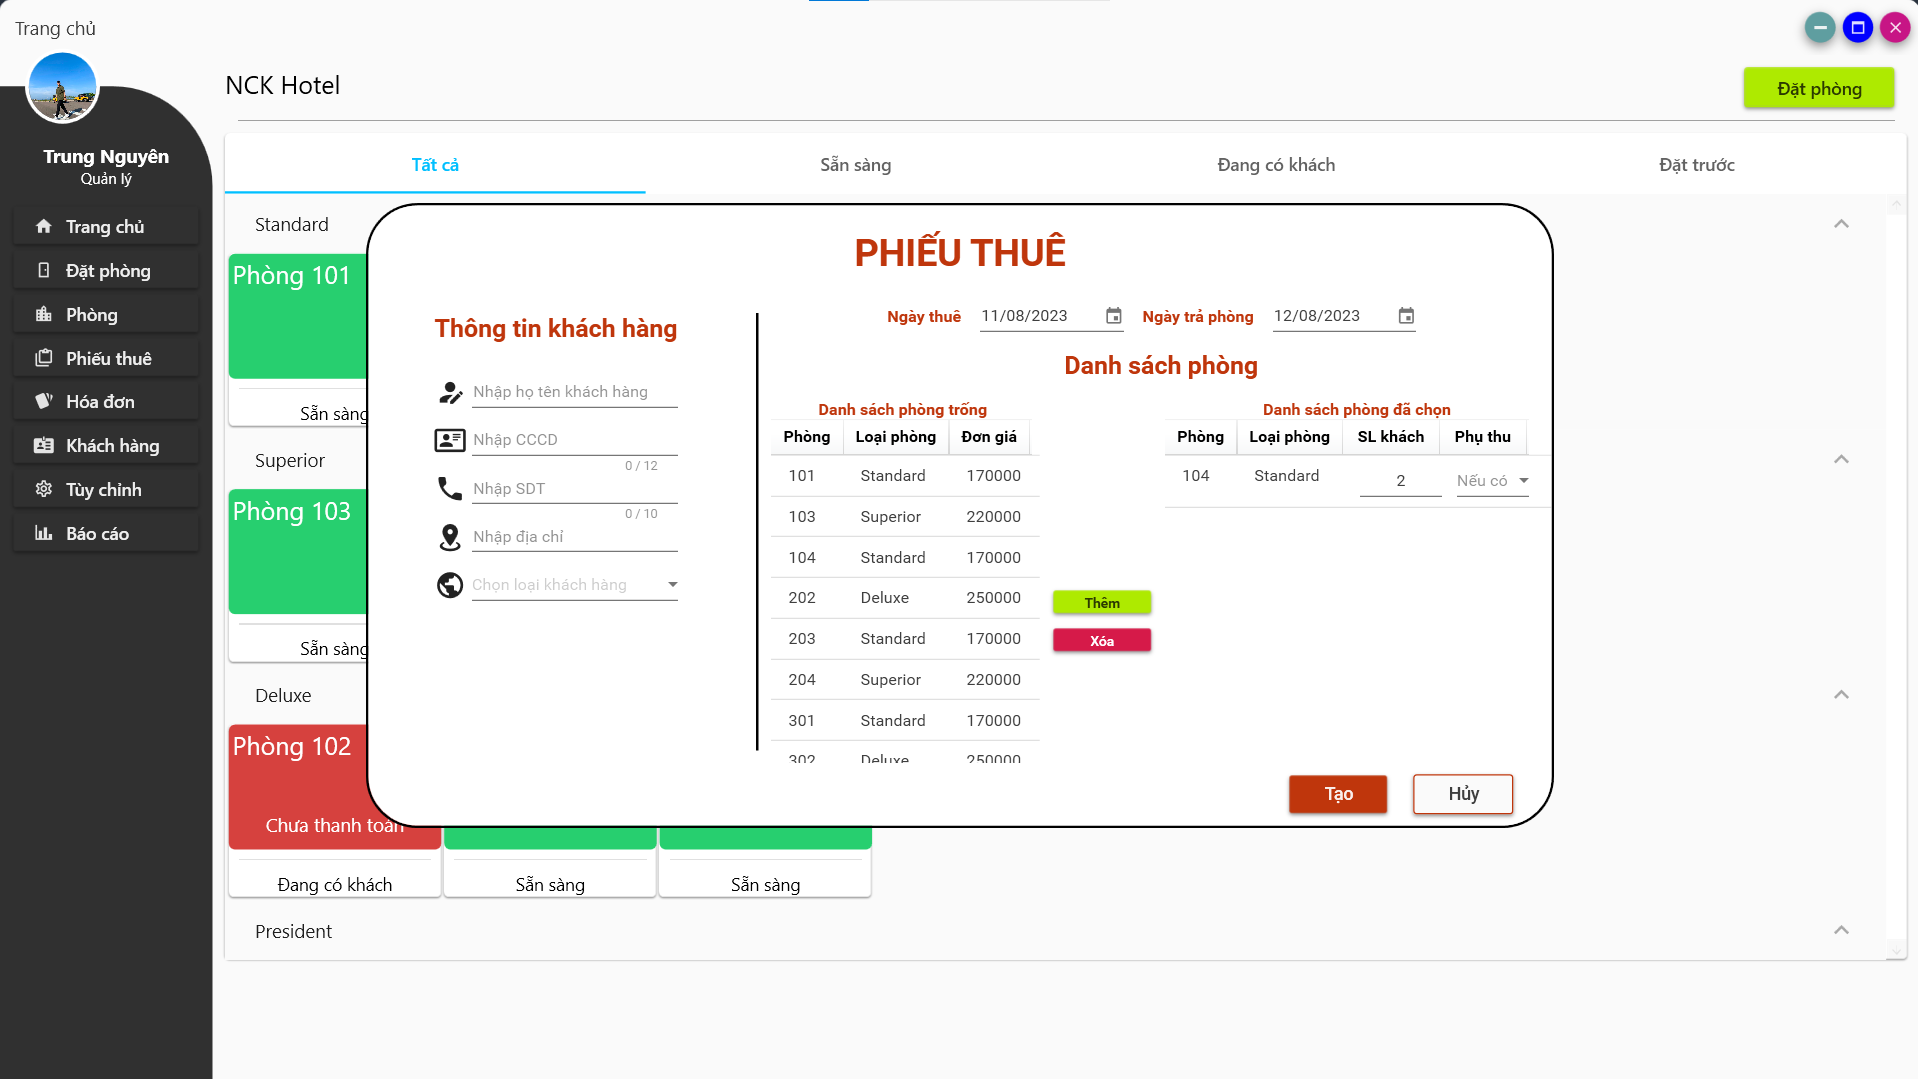 Trang chủ
NCK Hotel
Đặt phòng
Trung Nguyên
Quản lý
Trang chủ
Đặt phòng
Phòng
Phiếu thuê
Hóa đơn
Khách hàng
Tùy chỉnh
Báo cáo
Tất cả
Sẵn sàng
Đang có khách
Đặt trước
Standard
Phòng 101
Sẵn sàng
Superior
Phòng 103
Sẵn sàng
Deluxe
Phòng 102
Chưa thanh toán
Đang có khách
Sẵn sàng
Sẵn sàng
President
PHIẾU THUÊ
Thông tin khách hàng
Nhập họ tên khách hàng
Nhập CCCD
0 / 12
Nhập SDT
0 / 10
Nhập địa chỉ
Chọn loại khách hàng
Ngày thuê 11/08/2023 Ngày trả phòng 12/08/2023
Danh sách phòng
Danh sách phòng trống
Phòng Loại phòng Đơn giá
101 Standard 170000
103 Superior 220000
104 Standard 170000
202 Deluxe 250000
203 Standard 170000
204 Superior 220000
301 Standard 170000
302 Deluxe 250000
Thêm
Xóa
Danh sách phòng đã chọn
Phòng Loại phòng SL khách Phụ thu
104 Standard 2 Nếu có
Tạo
Hủy